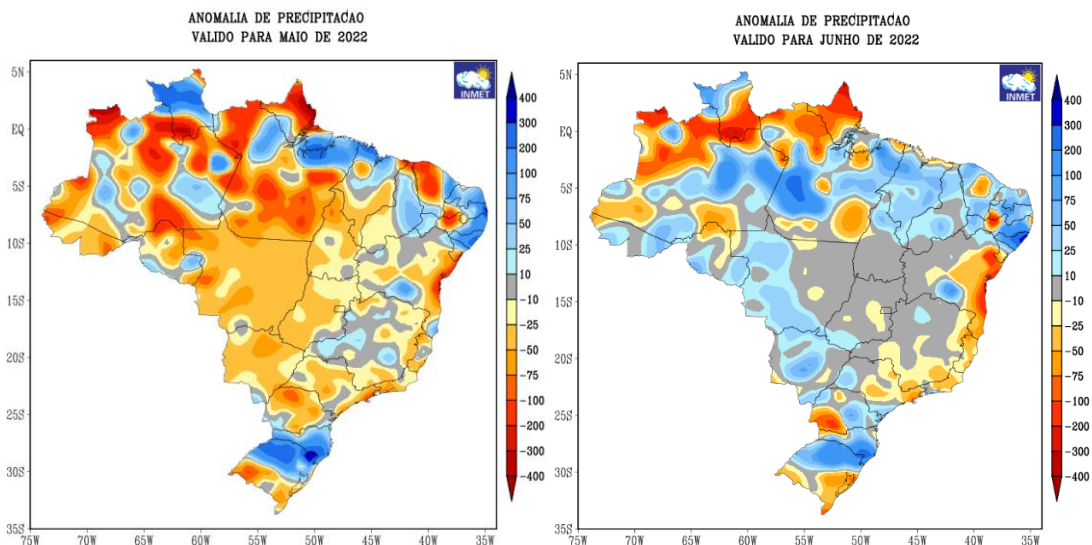 ANOMALIA DE PRECIPITACAO
VALIDO PARA MAIO DE 2022
INMET
5N
EQ
5S
10S
15S
20S
25S
30S
35S
75W
70W
65W
60W
55W
50W
45W
40W
35W
400
300
200
100
75
50
25
10
-10
-25
-50
-75
-100
-200
-300
-400
ANOMALIA DE PRECIPITACAO
VALIDO PARA JUNHO DE 2022
INMET
5N
EQ
5S
10S
15S
20S
25S
30S
35S
75W
70W
65W
60W
55W
50W
45W
40W
35W
400
300
200
100
75
50
25
10
-10
-25
-50
-75
-100
-200
-300
-400